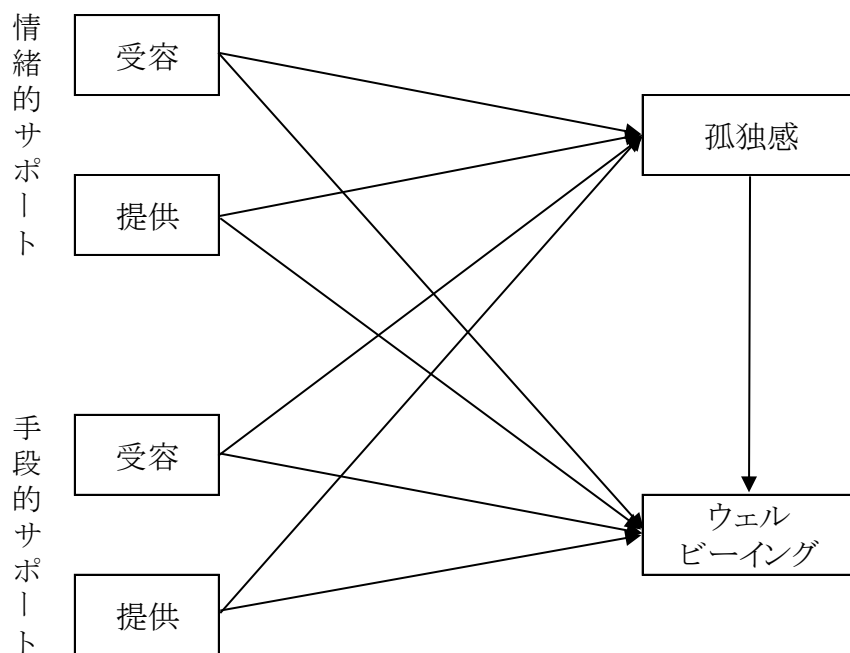 情緒的サポート
受容
提供
孤独感
手段的サポート
受容
提供
ウェル
ビーイング